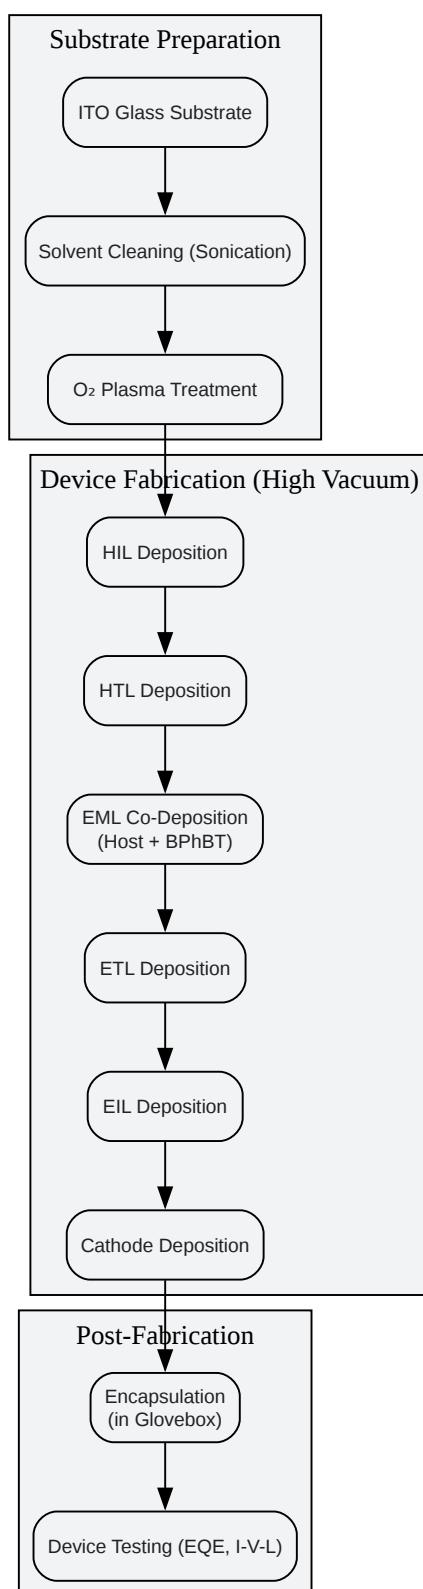 Substrate Preparation
ITO Glass Substrate
Solvent Cleaning (Sonication)
O₂ Plasma Treatment
Device Fabrication (High Vacuum)
HIL Deposition
HTL Deposition
EML Co-Deposition
(Host + BPhBT)
ETL Deposition
EIL Deposition
Cathode Deposition
Post-Fabrication
Encapsulation
(in Glovebox)
Device Testing (EQE, I-V-L)